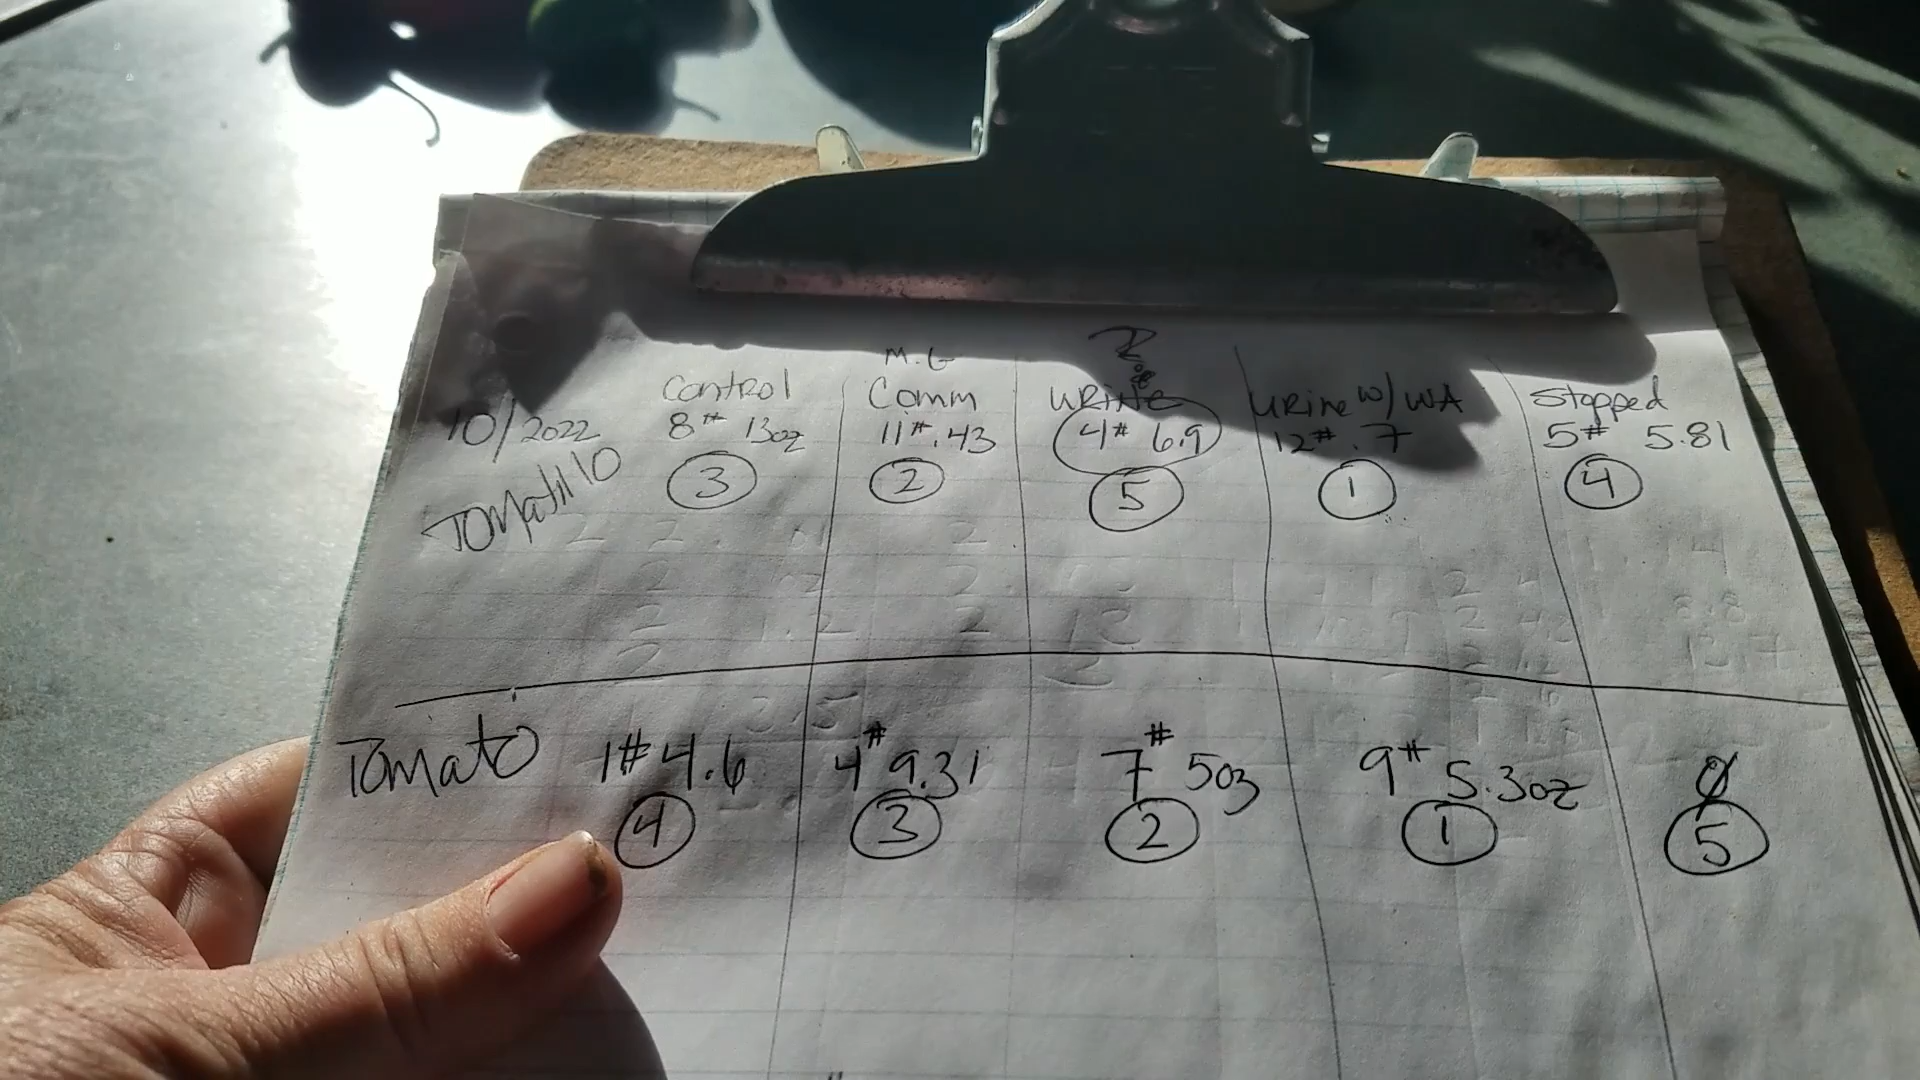 M.G
Control Comm Urine Urine w/ WA Stopped
10/2022 8# 13oz 11#.43 4# 6.9 12#.7 5# 5.81
Tomatillo 3 2 5 1 4
Tomato 1# 4.6 4# 9.31 7# 5oz 9# 5.3oz 0
4 3 2 1 5